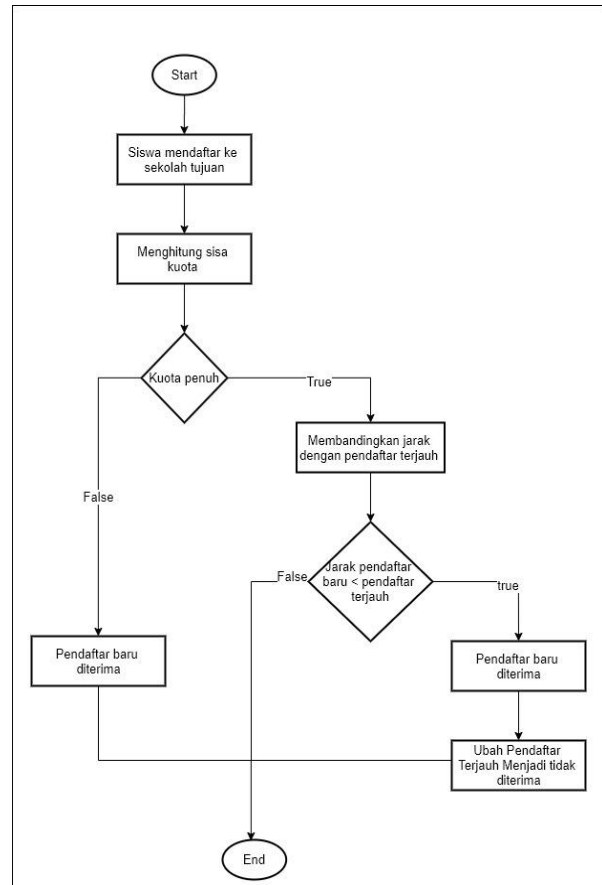 Start
Siswa mendaftar ke
sekolah tujuan
Menghitung sisa
kuota
Kuota penuh
True
Membandingkan jarak
dengan pendaftar terjauh
False
Jarak pendaftar
baru < pendaftar
terjauh
False
true
Pendaftar baru
diterima
Pendaftar baru
diterima
Ubah Pendaftar
Terjauh Menjadi tidak
diterima
End